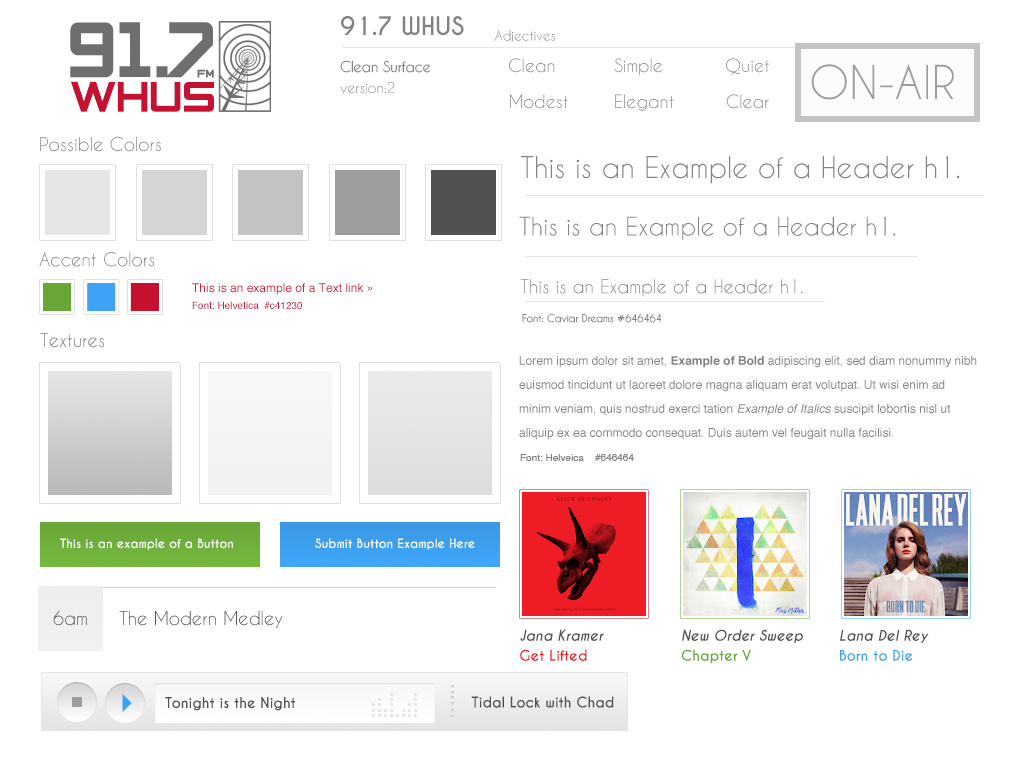 91.7 FM
WHUS
91.7 WHUS
Clean Surface
version:2
Adjectives
Clean Simple Quiet
Modest Elegant Clear
ON-AIR
Possible Colors
Accent Colors
This is an example of a Text link »
Font: Helvetica #c41230
Textures
This is an example of a Button
Submit Button Example Here
6am
The Modern Medley
Tonight is the Night
Tidal Lock with Chad
This is an Example of a Header h1.
This is an Example of a Header h1.
This is an Example of a Header h1.
Font: Caviar Dreams #646464
Lorem ipsum dolor sit amet, Example of Bold adipiscing elit, sed diam nonummy nibh
euismod tincidunt ut laoreet dolore magna aliquam erat volutpat. Ut wisi enim ad
minim veniam, quis nostrud exerci tation Example of Italics suscipit lobortis nisl ut
aliquip ex ea commodo consequat. Duis autem vel feugait nulla facilisi.
Font: Helveica #646464
ALICE IN CHAINS
Mac Miller
LANA DEL REY
BORN TO DIE
Jana Kramer
Get Lifted
New Order Sweep
Chapter V
Lana Del Rey
Born to Die